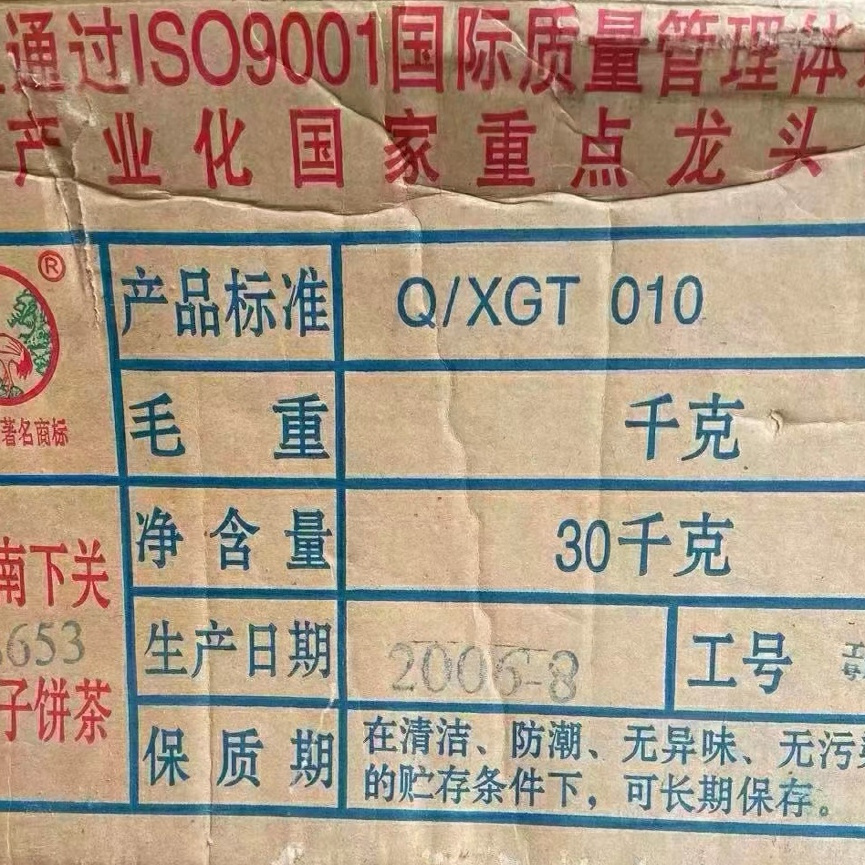 通过ISO9001国际质量管理体
产业化国家重点龙头
®
著名商标
产品标准 Q/XGT 010
毛重 千克
净含量 30千克
南下关
653
子饼茶
生产日期 2006-8 工号
保质期 在清洁、防潮、无异味、无污染
的贮存条件下，可长期保存。